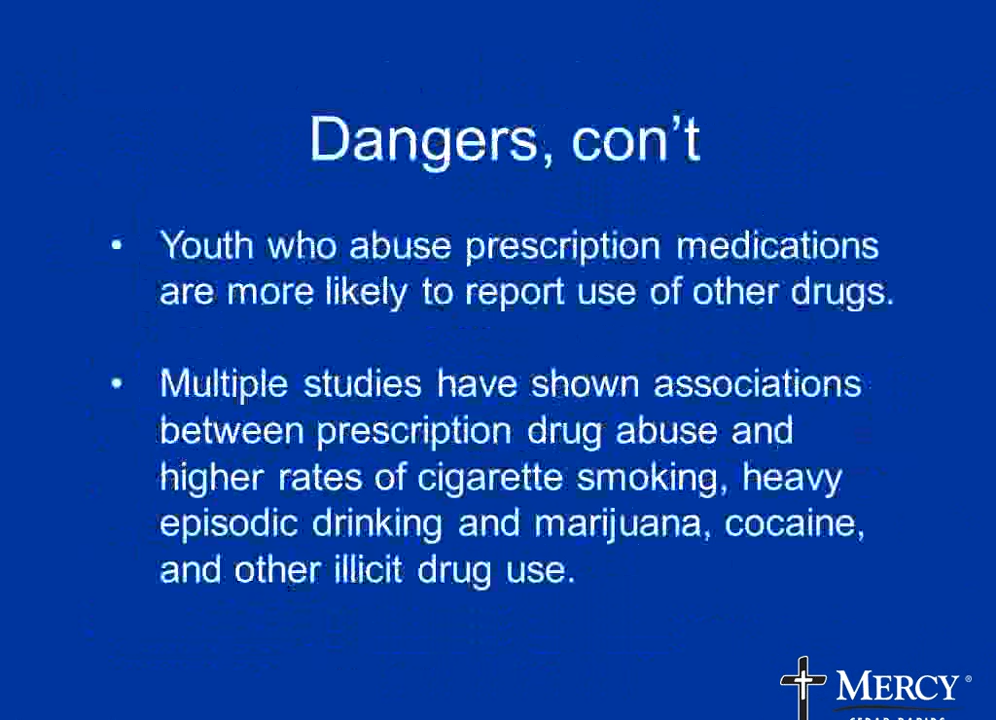 Dangers, con't
• Youth who abuse prescription medications
are more likely to report use of other drugs.
• Multiple studies have shown associations
between prescription drug abuse and
higher rates of cigarette smoking, heavy
episodic drinking and marijuana, cocaine,
and other illicit drug use.
MERCY®
CEDAR RAPIDS